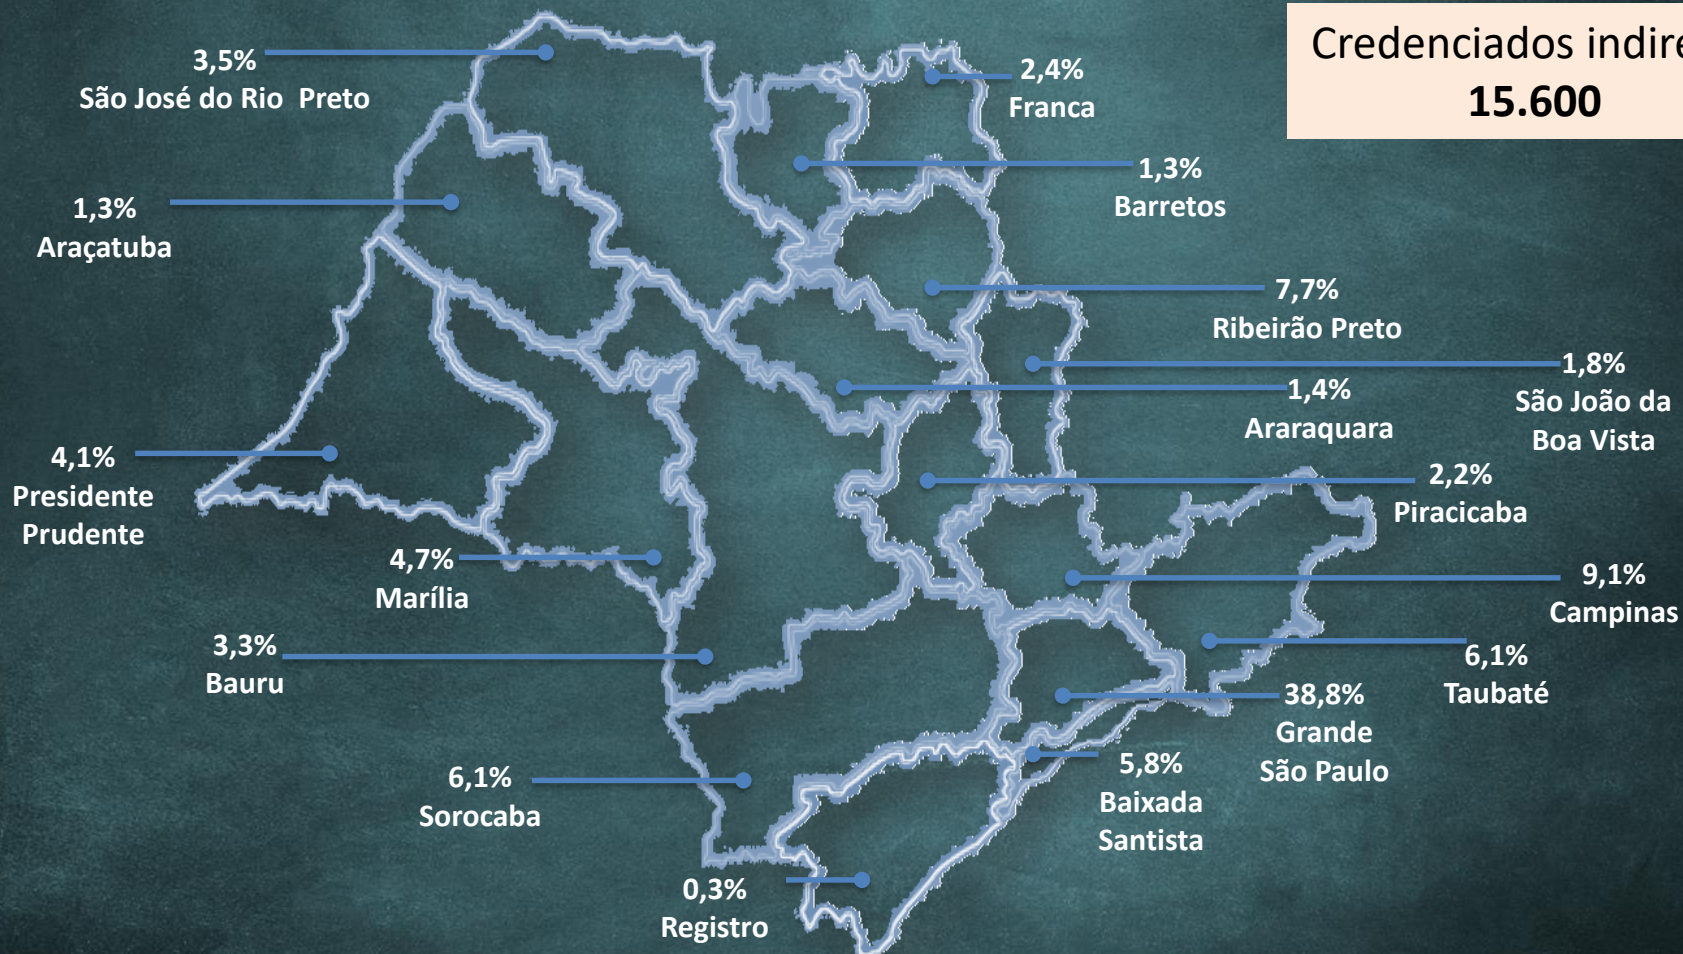 Credenciados
15.600
3,5%
São José do Rio Preto
2,4%
Franca
1,3%
Barretos
1,3%
Araçatuba
7,7%
Ribeirão Preto
1,8%
São João da
Boa Vista
1,4%
Araraquara
4,1%
Presidente
Prudente
2,2%
Piracicaba
4,7%
Marília
9,1%
Campinas
3,3%
Bauru
6,1%
Taubaté
38,8%
Grande
São Paulo
6,1%
Sorocaba
5,8%
Baixada
Santista
0,3%
Registro